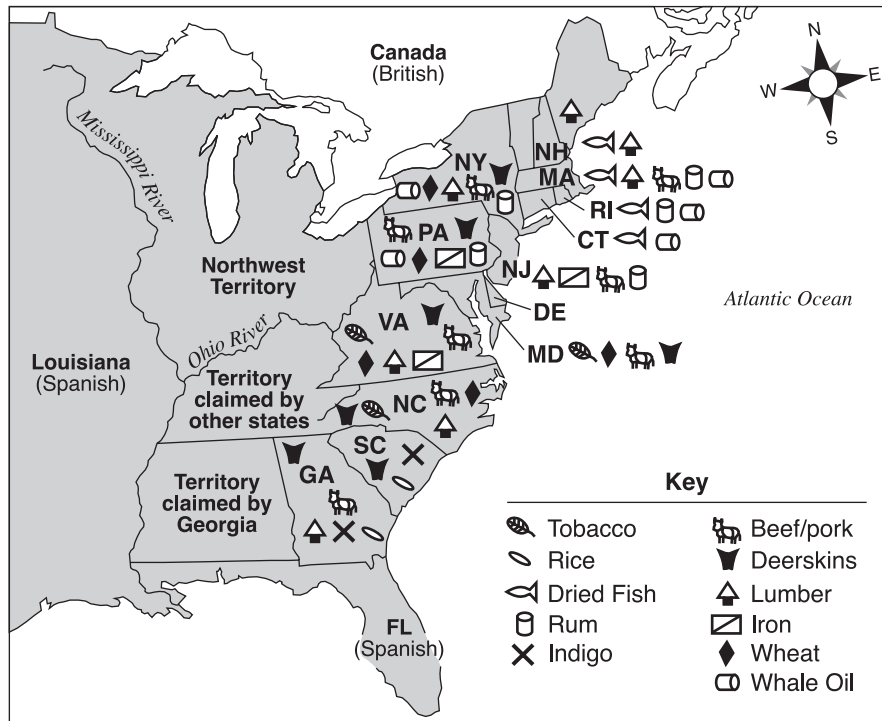 Canada
(British)
N
W
E
S
Mississippi River
NY
NH
MA
RI
CT
PA
NJ
Northwest
Territory
Atlantic Ocean
DE
VA
MD
Ohio River
Louisiana
(Spanish)
Territory
claimed by
other states
NC
SC
GA
Territory
claimed by
Georgia
FL
(Spanish)
Key
Tobacco
Rice
Dried Fish
Rum
Indigo
Beef/pork
Deerskins
Lumber
Iron
Wheat
Whale Oil